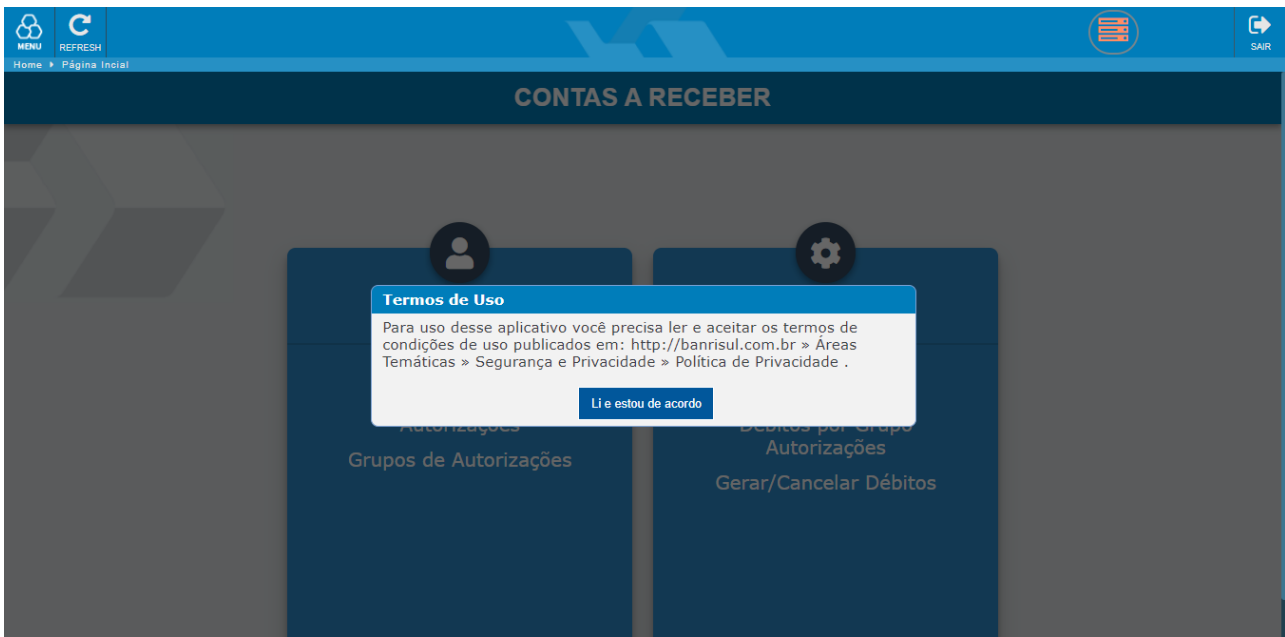 MENU
REFRESH
SAIR
Home Página Incial
CONTAS A RECEBER
Termos de Uso
Para uso desse aplicativo você precisa ler e aceitar os termos de
condições de uso publicados em: http://banrisul.com.br » Áreas
Temáticas » Segurança e Privacidade » Política de Privacidade .
Li e estou de acordo
Autorizações
Grupos de Autorizações
Débitos por Grupo
Autorizações
Gerar/Cancelar Débitos